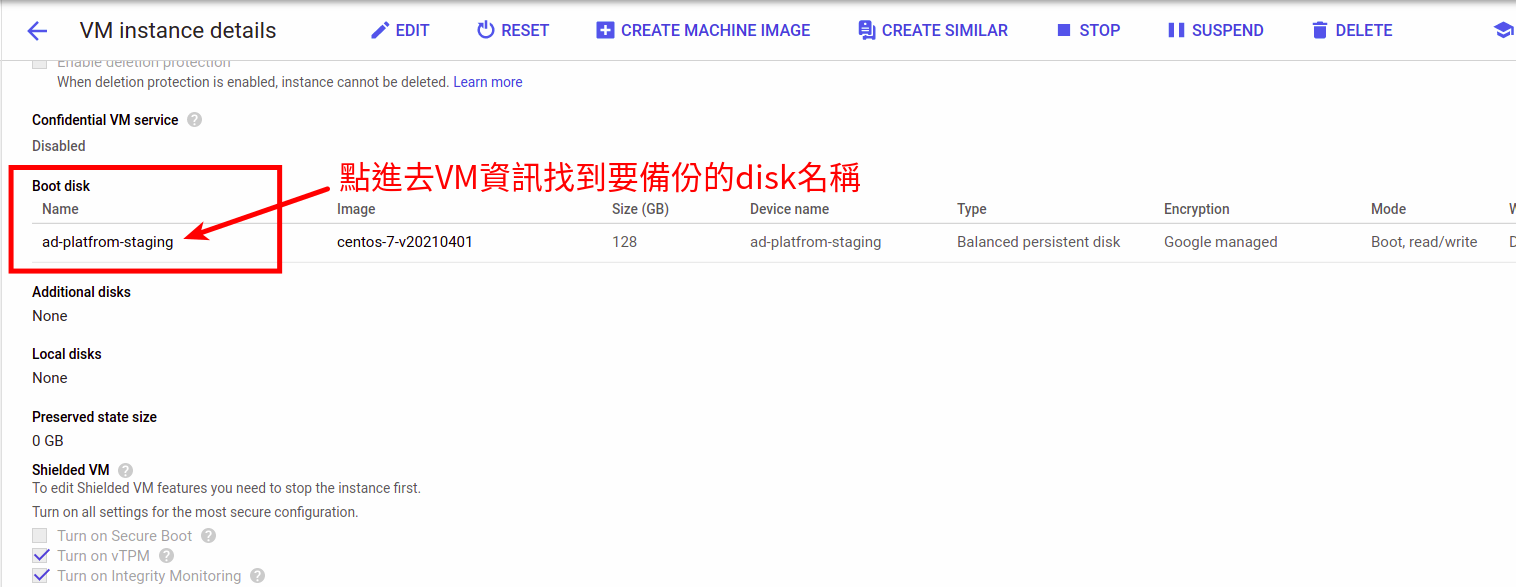 VM instance details EDIT RESET CREATE MACHINE IMAGE CREATE SIMILAR STOP SUSPEND DELETE
Enable deletion protection
When deletion protection is enabled, instance cannot be deleted. Learn more
Confidential VM service ?
Disabled
點進去VM資訊找到要備份的disk名稱
Boot disk
Name Image Size (GB) Device name Type Encryption Mode
ad-platfrom-staging centos-7-v20210401 128 ad-platfrom-staging Balanced persistent disk Google managed Boot, read/write
Additional disks
None
Local disks
None
Preserved state size
0 GB
Shielded VM ?
To edit Shielded VM features you need to stop the instance first.
Turn on all settings for the most secure configuration.
Turn on Secure Boot ?
Turn on vTPM ?
Turn on Integrity Monitoring ?